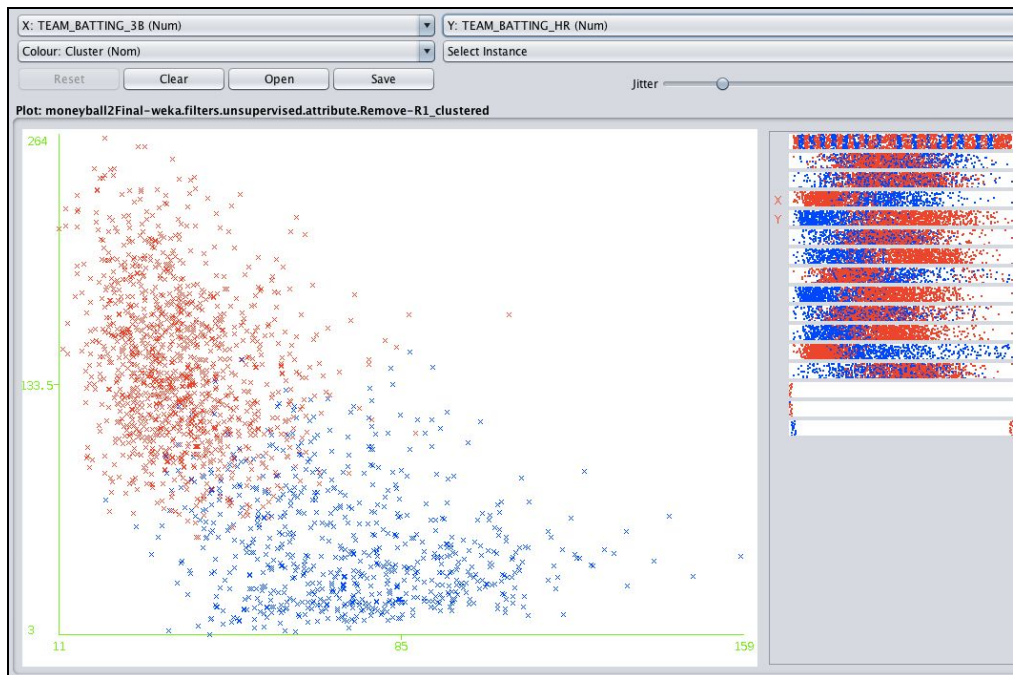 X: TEAM_BATTING_3B (Num) Y: TEAM_BATTING_HR (Num)
Colour: Cluster (Nom) Select Instance
Reset Clear Open Save Jitter
Plot: moneyball2Final-weka.filters.unsupervised.attribute.Remove-R1_clustered
264
X
Y
133.5
3
11 85 159